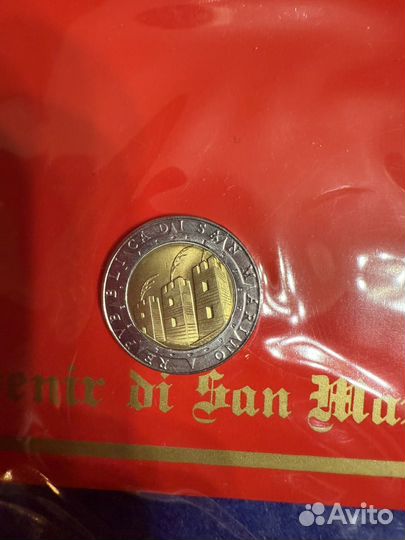 REPVBBLICA DI SAN MARINO
enir di San Ma
Avito